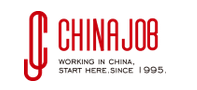 CHINAJOB
WORKING IN CHINA,
START HERE.SINCE 1995.